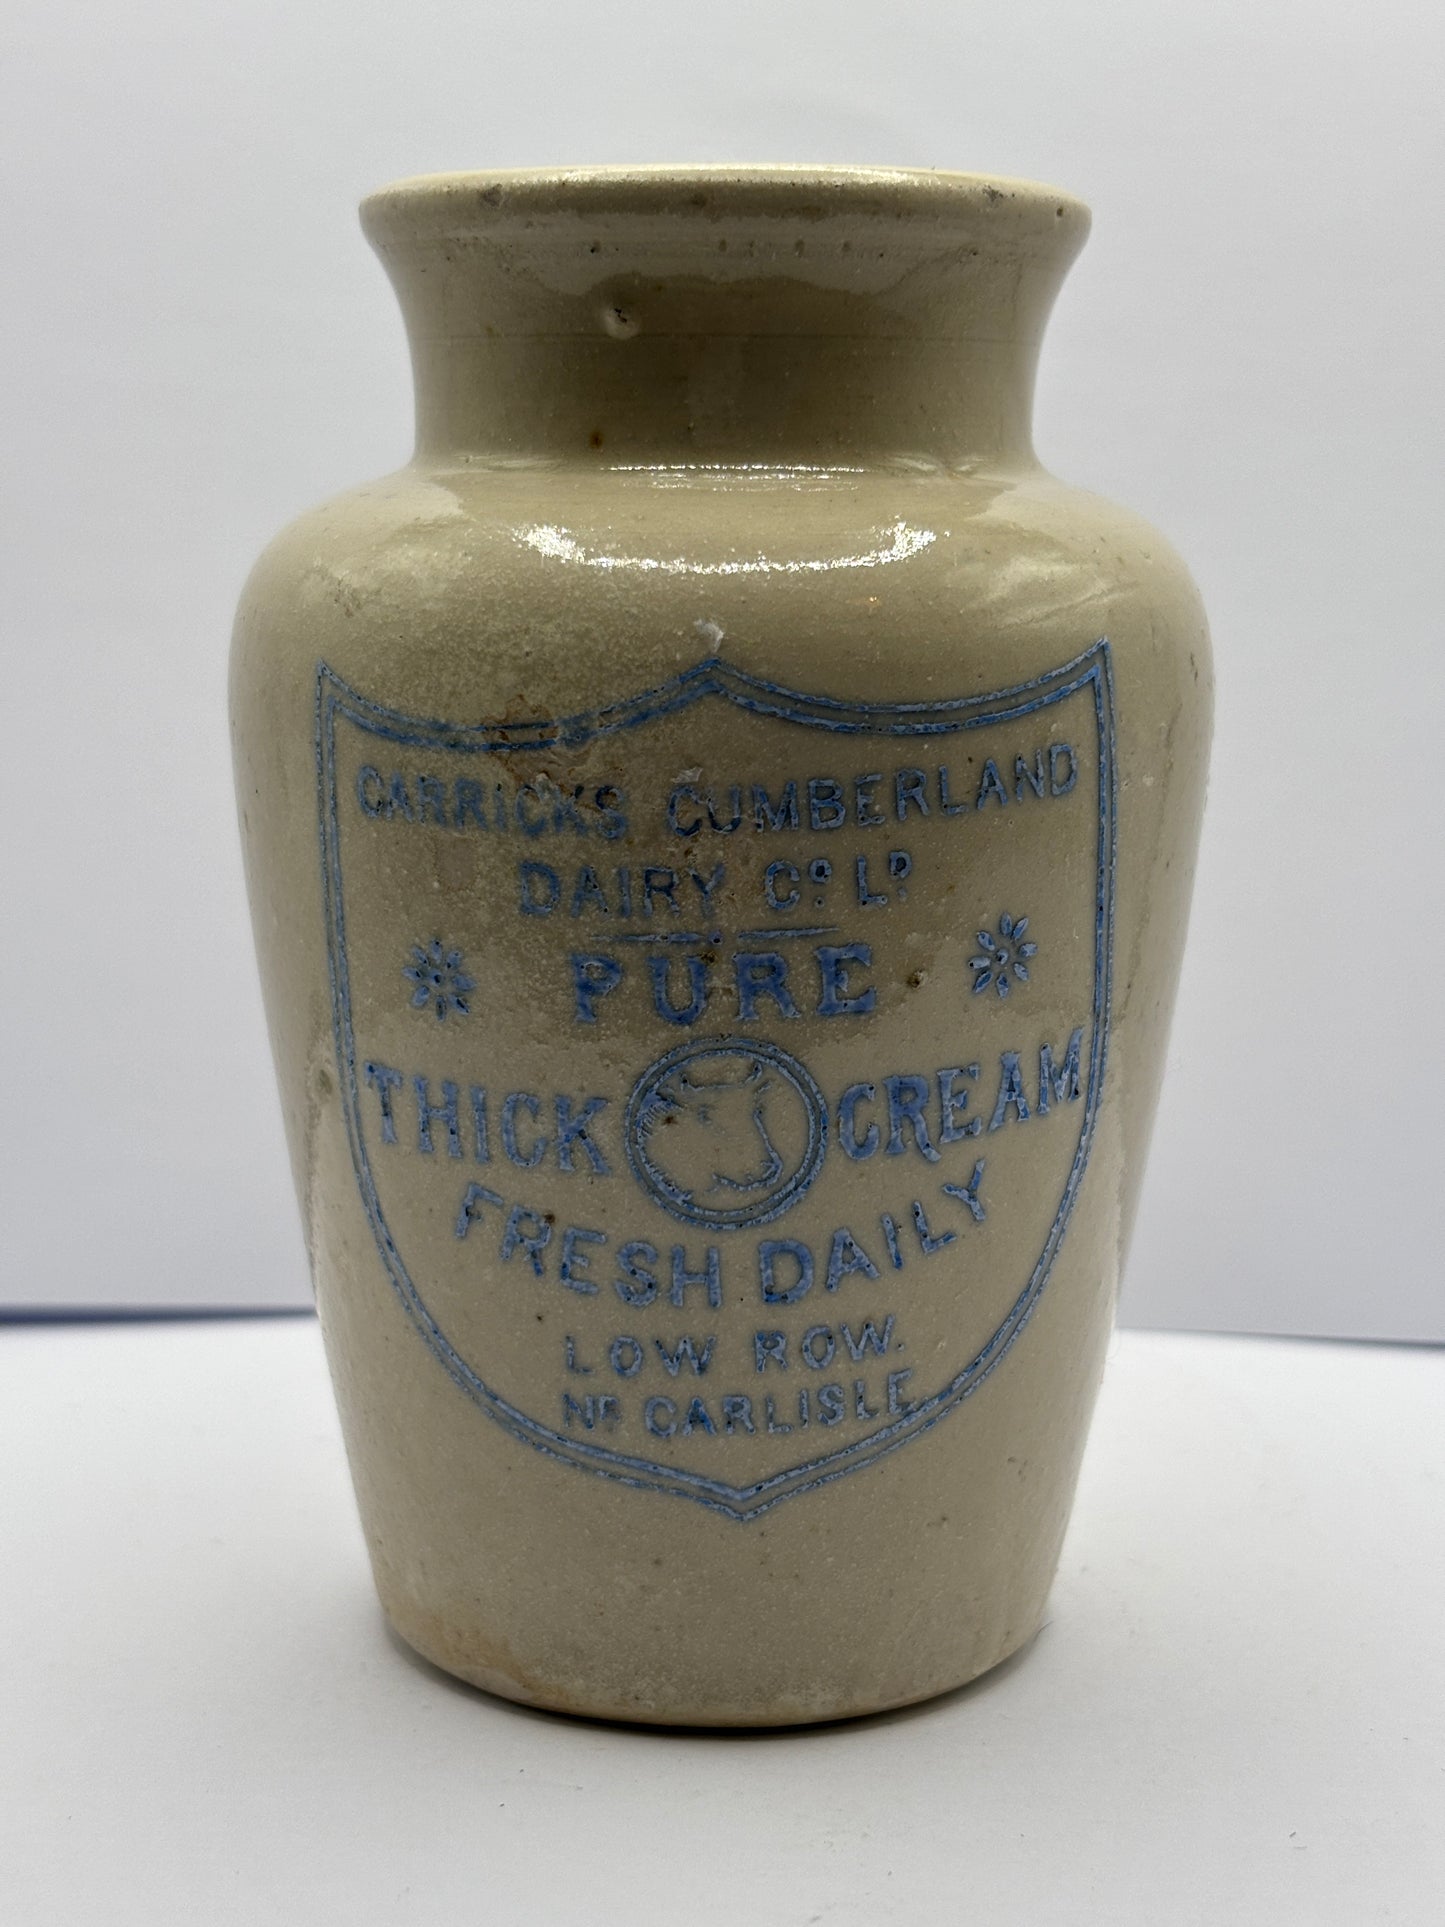 CARRICKS CUMBERLAND
DAIRY Cº. Lᴰ.
PURE
THICK CREAM
FRESH DAILY
LOW ROW.
Nᴿ CARLISLE